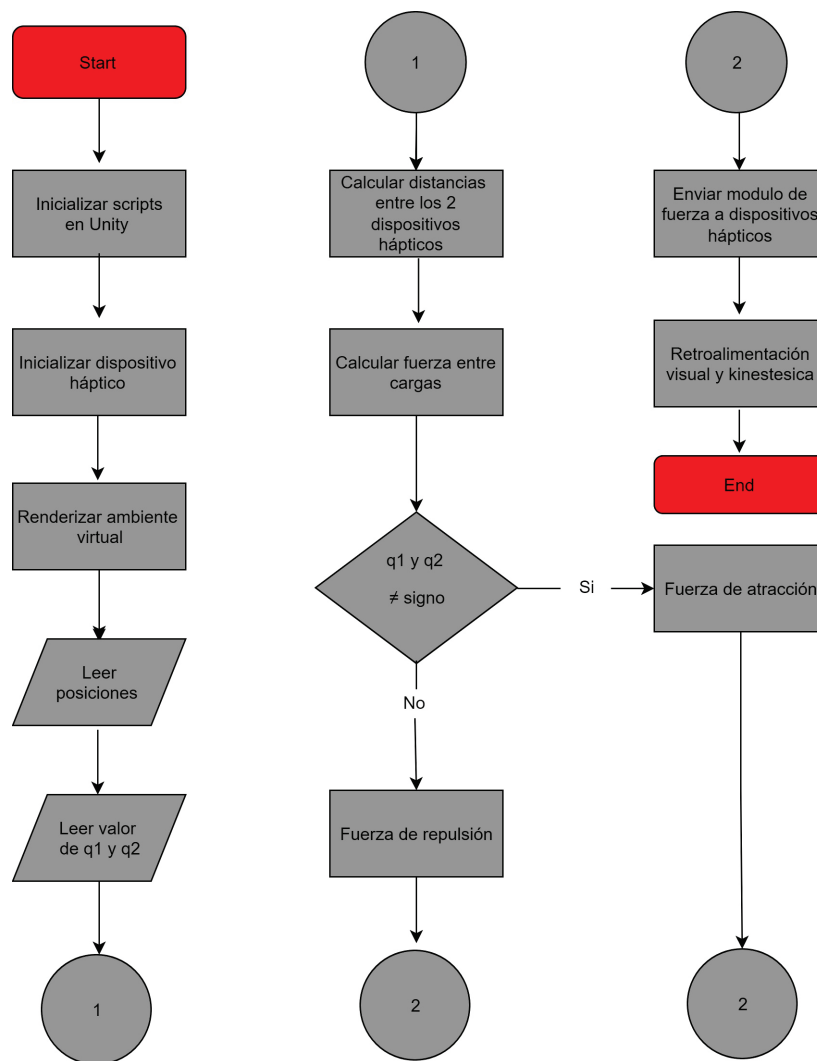 Start
Inicializar scripts
en Unity
Inicializar dispositivo
háptico
Renderizar ambiente
virtual
Leer
posiciones
Leer valor
de q1 y q2
1
1
Calcular distancias
entre los 2
dispositivos
hápticos
Calcular fuerza entre
cargas
q1 y q2
≠ signo
Si
No
Fuerza de repulsión
2
2
Enviar modulo de
fuerza a dispositivos
hápticos
Retroalimentación
visual y kinestesica
End
Fuerza de atracción
2